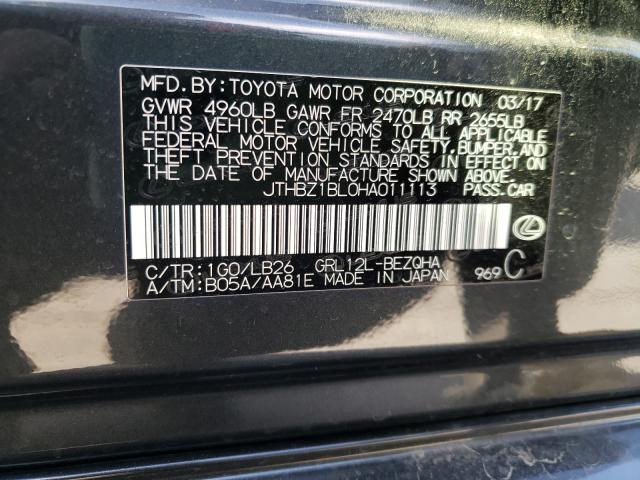 MFD. BY: TOYOTA MOTOR CORPORATION 03/17
GVWR 4960LB GAWR FR 2470LB RR 2655LB
THIS VEHICLE CONFORMS TO ALL APPLICABLE
FEDERAL MOTOR VEHICLE SAFETY, BUMPER, AND
THEFT PREVENTION STANDARDS IN EFFECT ON
THE DATE OF MANUFACTURE SHOWN ABOVE.
JTHBZ1BL0HA011113 PASS.CAR
C/TR:1G0/LB26 GRL12L-BEZQHA
A/TM:B05A/AA81E MADE IN JAPAN 969 C